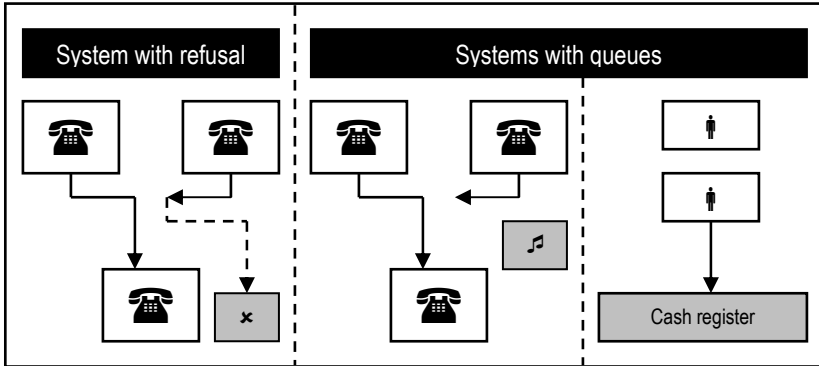 System with refusal
Systems with queues
Cash register